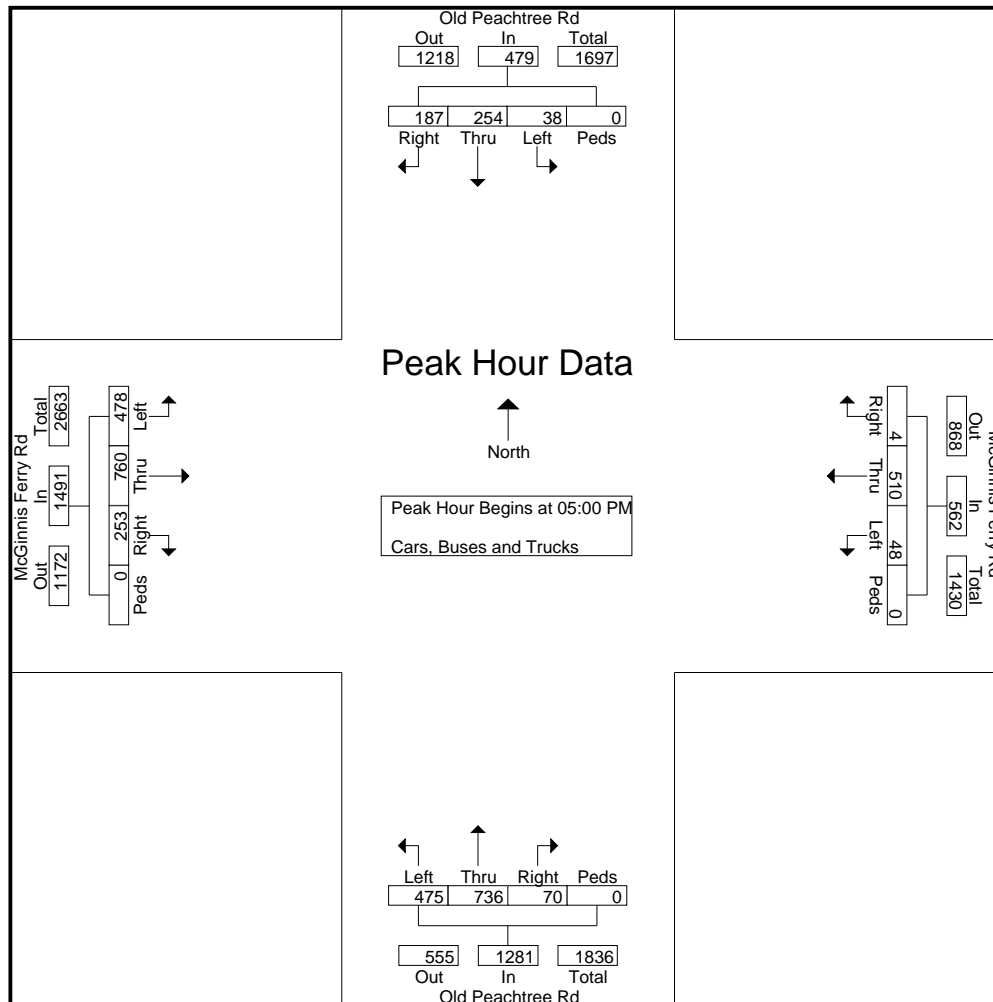 Old Peachtree Rd
Out In Total
1218 479 1697
187 254 38 0
Right Thru Left Peds
Peak Hour Data
North
Peak Hour Begins at 05:00 PM
Cars, Buses and Trucks
McGinnis Ferry Rd
Out In Total
1172 1491 2663
Left Thru Right Peds
478 760 253 0
McGinnis Ferry Rd
Out In Total
868 562 1430
Right Thru Left Peds
4 510 48 0
Left Thru Right Peds
475 736 70 0
555 1281 1836
Out In Total
Old Peachtree Rd